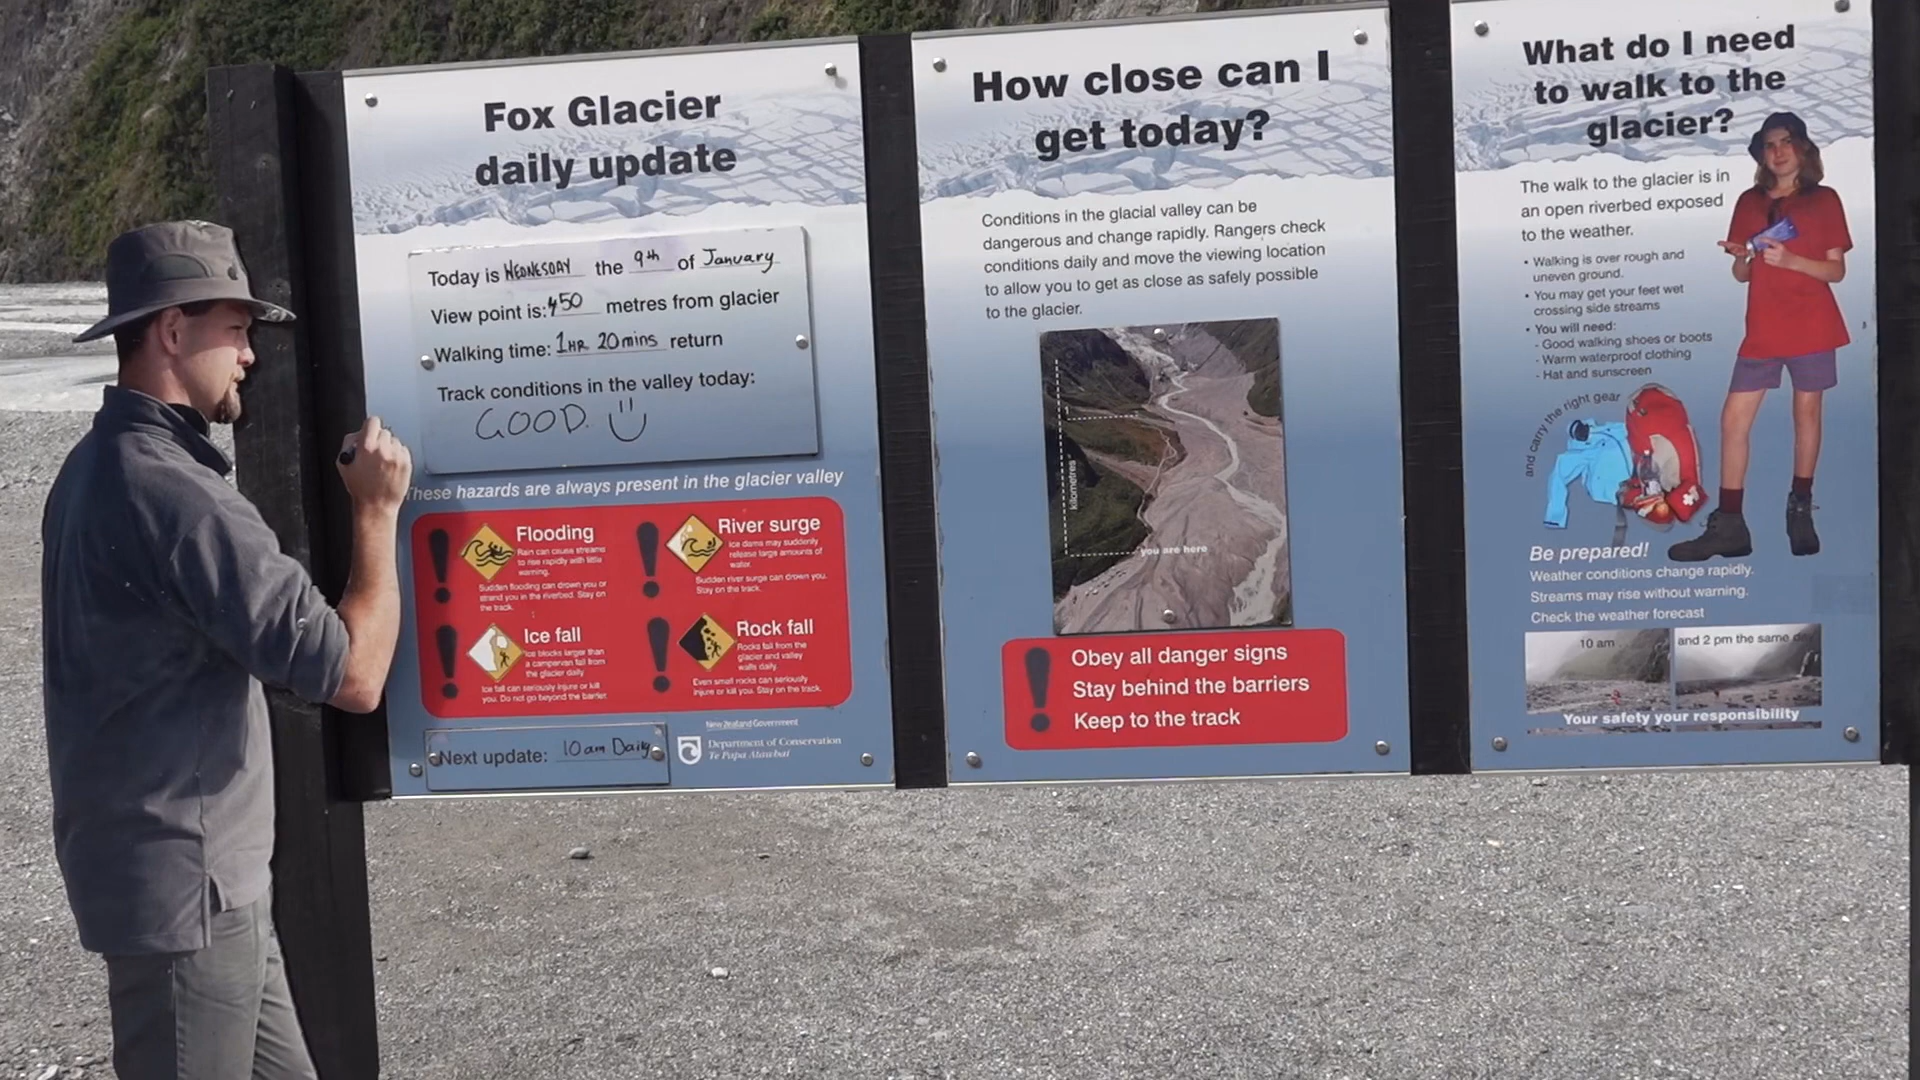 Fox Glacier
daily update
Today is WEDNESDAY the 9th of January
View point is: 450 metres from glacier
Walking time: 1HR 20mins return
Track conditions in the valley today:
GOOD.
These hazards are always present in the glacier valley
Flooding
Rain can cause streams
to rise rapidly with little
warning.
Sudden flooding can drown you or
strand you in the riverbed. Stay on
the track.
River surge
Ice dams may suddenly
release large amounts of
water.
Sudden river surge can drown you.
Stay on the track.
Ice fall
Ice blocks larger than
a campervan fall from
the glacier daily
Ice fall can seriously injure or kill
you. Do not go beyond the barrier
Rock fall
Rocks fall from the
glacier and valley
walls daily.
Even small rocks can seriously
injure or kill you. Stay on the track.
Next update: 10am Daily
New Zealand Government
Department of Conservation
Te Papa Atawhai
How close can I
get today?
Conditions in the glacial valley can be
dangerous and change rapidly. Rangers check
conditions daily and move the viewing location
to allow you to get as close as safely possible
to the glacier.
1
kilometres
you are here
Obey all danger signs
Stay behind the barriers
Keep to the track
What do I need
to walk to the
glacier?
The walk to the glacier is in
an open riverbed exposed
to the weather.
• Walking is over rough and
uneven ground.
• You may get your feet wet
crossing side streams
• You will need:
- Good walking shoes or boots
- Warm waterproof clothing
- Hat and sunscreen
and carry the right gear
Be prepared!
Weather conditions change rapidly.
Streams may rise without warning.
Check the weather forecast
10 am
and 2 pm the same day
Your safety your responsibility